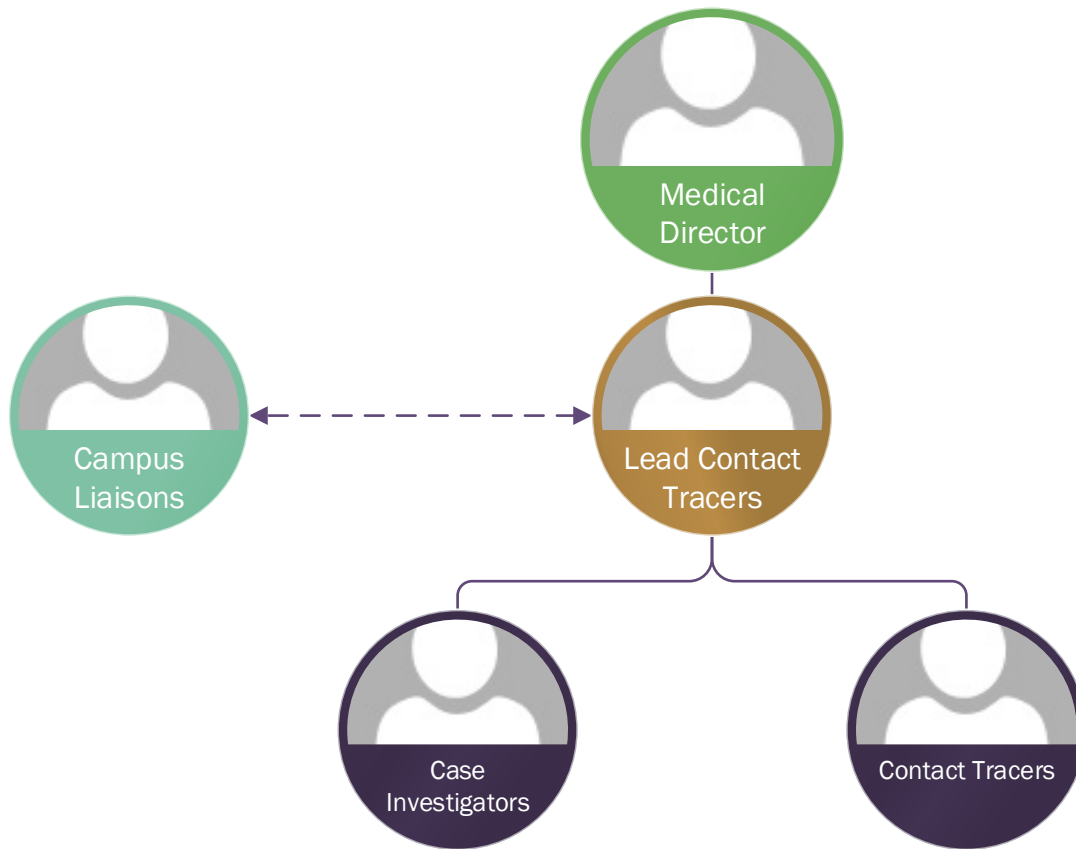 Medical
Director
Campus
Liaisons
Lead Contact
Tracers
Case
Investigators
Contact Tracers